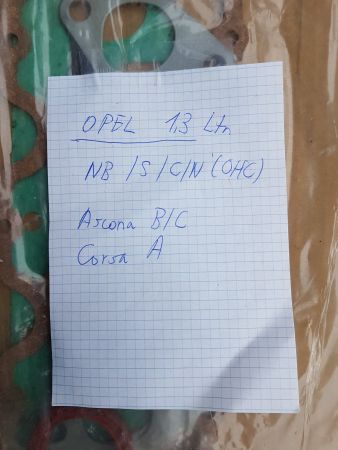 OPEL 1,3 Ltr
NB/S/C/N (OHC)
Ascona B/C
Corsa A